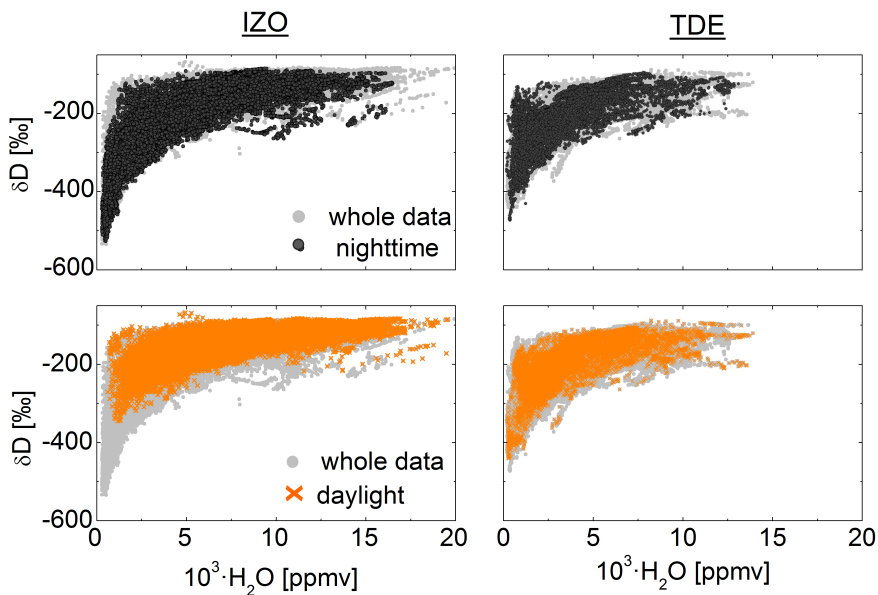 IZO
TDE
δD [‰]
-200
-400
-600
whole data
nighttime
δD [‰]
-200
-400
-600
whole data
daylight
0 5 10 15 20
0 5 10 15 20
10³·H₂O [ppmv]
10³·H₂O [ppmv]